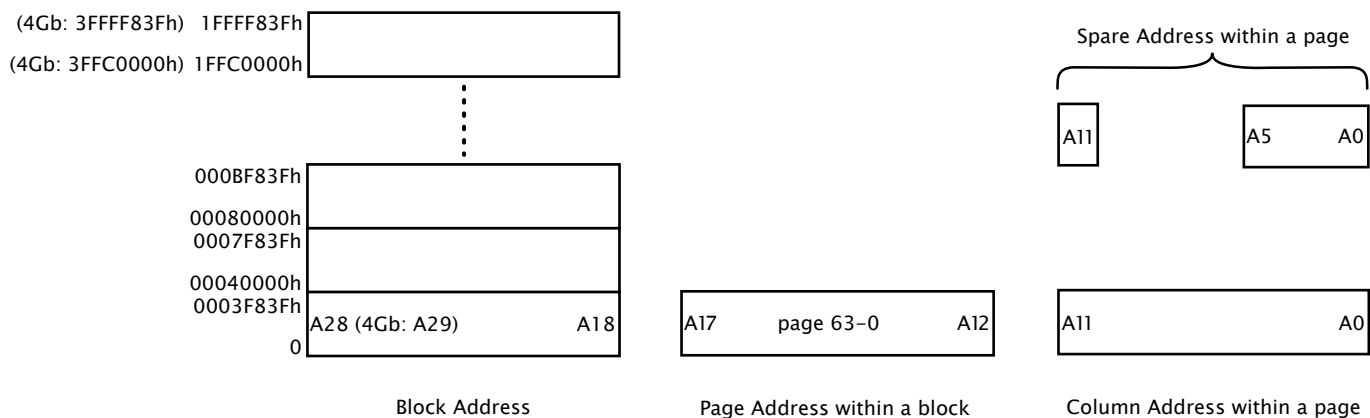 (4Gb: 3FFFF83Fh) 1FFFF83Fh
(4Gb: 3FFC0000h) 1FFC0000h
Spare Address within a page
A11
A5 A0
000BF83Fh
00080000h
0007F83Fh
00040000h
0003F83Fh
0
A28 (4Gb: A29) A18
A17 page 63-0 A12
A11 A0
Block Address
Page Address within a block
Column Address within a page